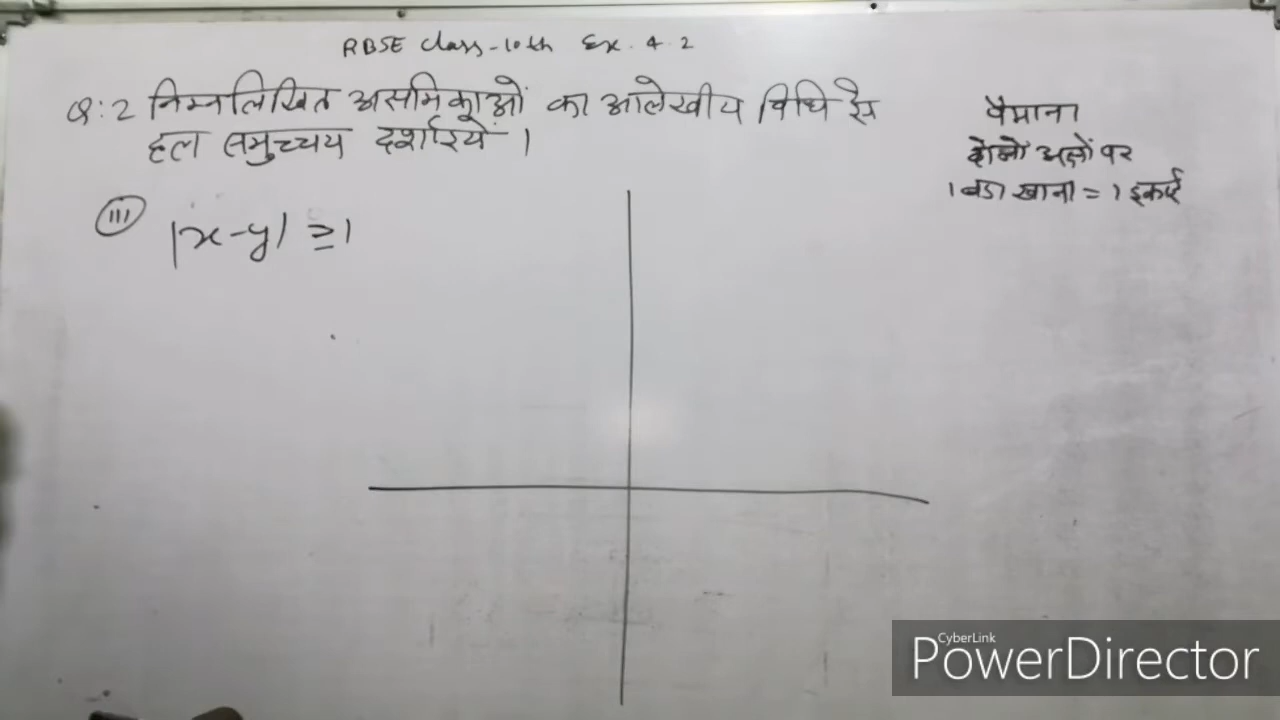 RBSE Class-10th Ex. 4.2
Q:2 निम्नलिखित असमिकाओं का आलेखीय विधि से
हल समुच्चय दर्शाइये ।
(iii) |x-y| ≥ 1
पैमाना
दोनो अक्षों पर
1 बडा खाना = 1 इकाई
CyberLink
PowerDirector